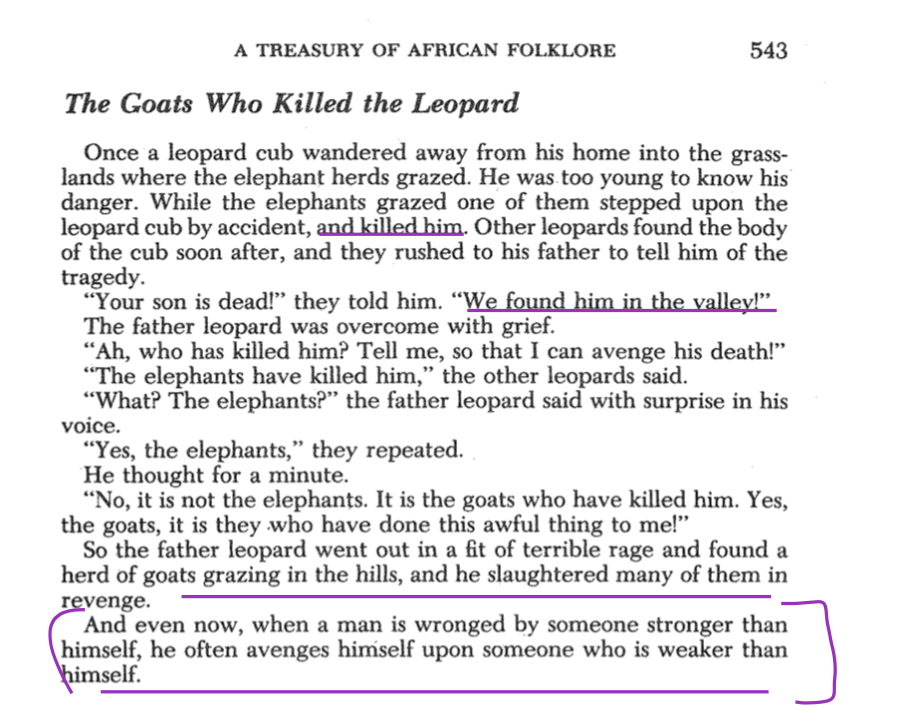 A TREASURY OF AFRICAN FOLKLORE 543
The Goats Who Killed the Leopard
Once a leopard cub wandered away from his home into the grass-
lands where the elephant herds grazed. He was too young to know his
danger. While the elephants grazed one of them stepped upon the
leopard cub by accident, and killed him. Other leopards found the body
of the cub soon after, and they rushed to his father to tell him of the
tragedy.
“Your son is dead!” they told him. “We found him in the valley!”
The father leopard was overcome with grief.
“Ah, who has killed him? Tell me, so that I can avenge his death!”
“The elephants have killed him,” the other leopards said.
“What? The elephants?” the father leopard said with surprise in his
voice.
“Yes, the elephants,” they repeated.
He thought for a minute.
“No, it is not the elephants. It is the goats who have killed him. Yes,
the goats, it is they who have done this awful thing to me!”
So the father leopard went out in a fit of terrible rage and found a
herd of goats grazing in the hills, and he slaughtered many of them in
revenge.
And even now, when a man is wronged by someone stronger than
himself, he often avenges himself upon someone who is weaker than
himself.